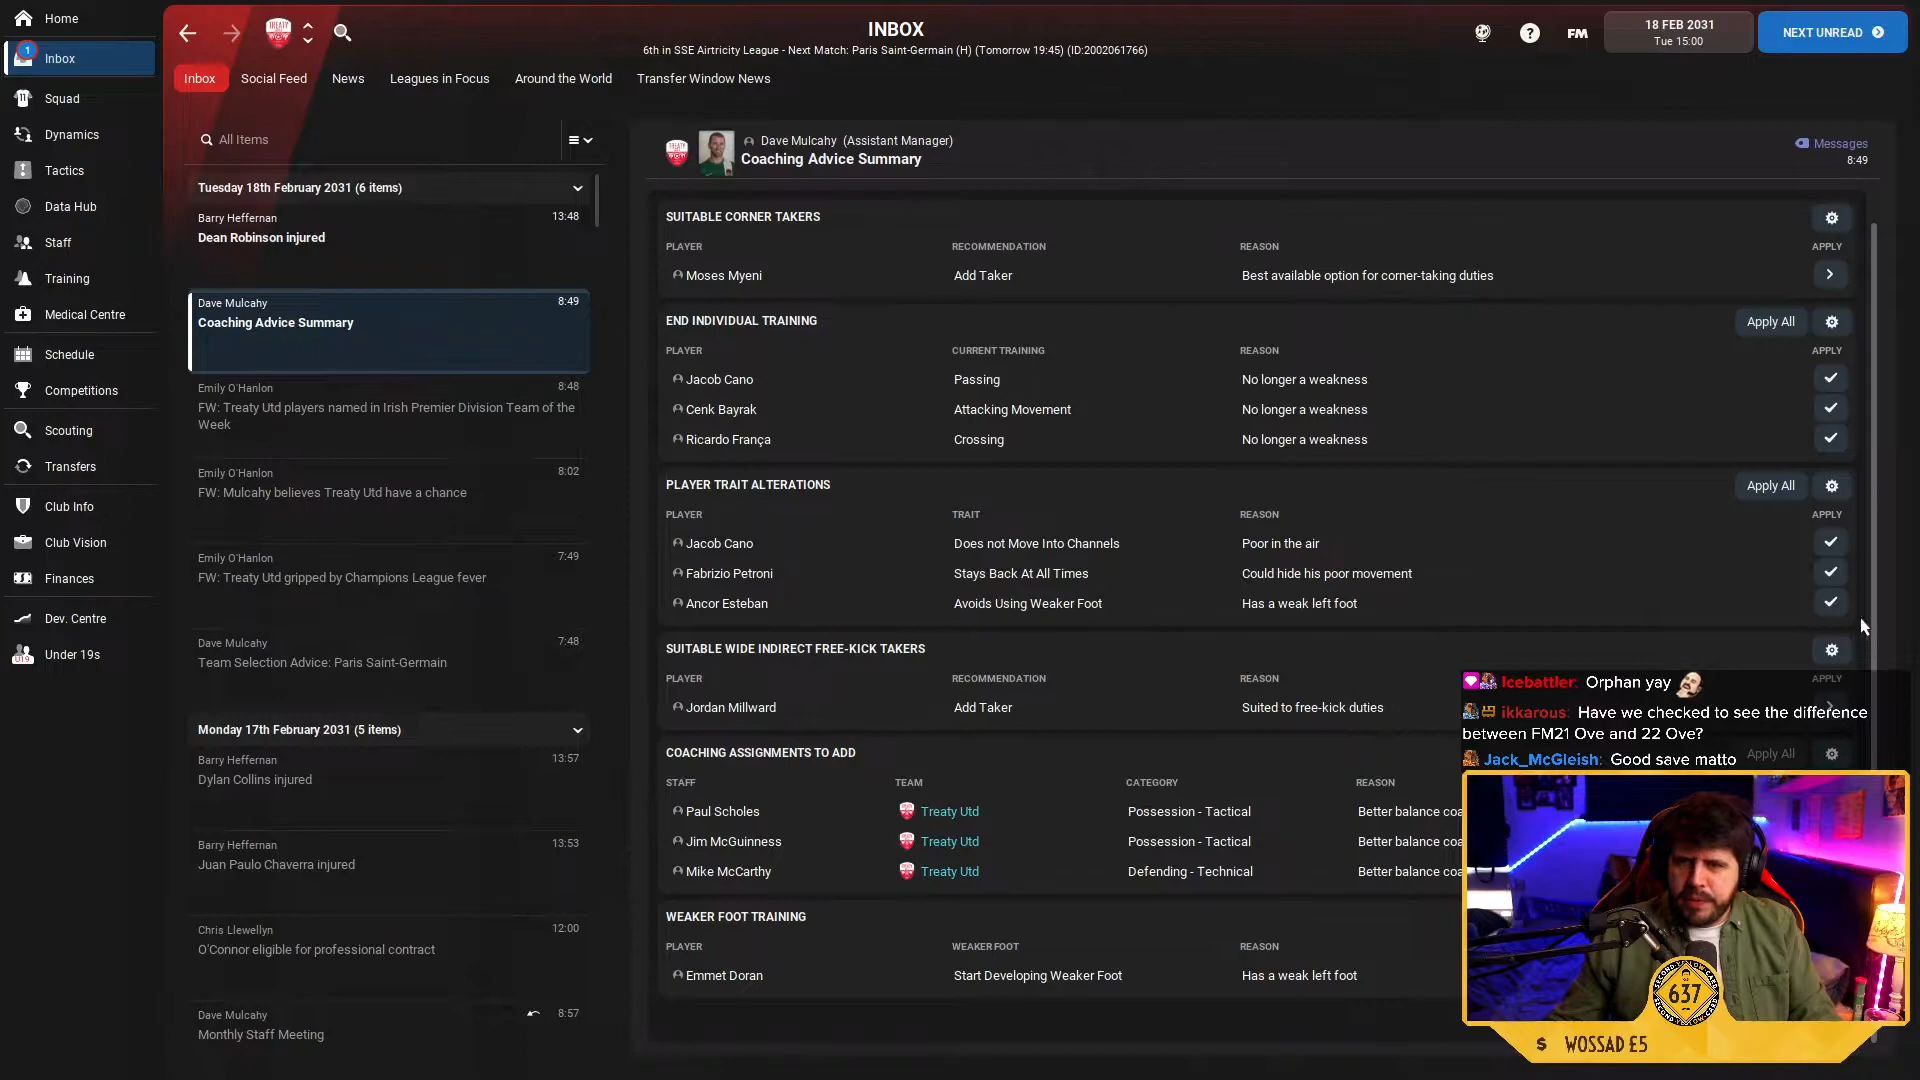 Home
1
Inbox
Squad
Dynamics
Tactics
Data Hub
Staff
Training
Medical Centre
Schedule
Competitions
Scouting
Transfers
Club Info
Club Vision
Finances
Dev. Centre
Under 19s
U19
TREATY
INBOX
6th in SSE Airtricity League - Next Match: Paris Saint-Germain (H) (Tomorrow 19:45) (ID:2002061766)
FM
18 FEB 2031
Tue 15:00
NEXT UNREAD
Inbox
Social Feed
News
Leagues in Focus
Around the World
Transfer Window News
All Items
Tuesday 18th February 2031 (6 items)
Barry Heffernan 13:48
Dean Robinson injured
Dave Mulcahy 8:49
Coaching Advice Summary
Emily O'Hanlon 8:48
FW: Treaty Utd players named in Irish Premier Division Team of the
Week
Emily O'Hanlon 8:02
FW: Mulcahy believes Treaty Utd have a chance
Emily O'Hanlon 7:49
FW: Treaty Utd gripped by Champions League fever
Dave Mulcahy 7:48
Team Selection Advice: Paris Saint-Germain
Monday 17th February 2031 (5 items)
Barry Heffernan 13:57
Dylan Collins injured
Barry Heffernan 13:53
Juan Paulo Chaverra injured
Chris Llewellyn 12:00
O'Connor eligible for professional contract
Dave Mulcahy 8:57
Monthly Staff Meeting
TREATY
Dave Mulcahy (Assistant Manager)
Coaching Advice Summary
Messages
8:49
SUITABLE CORNER TAKERS
PLAYER RECOMMENDATION REASON APPLY
Moses Myeni Add Taker Best available option for corner-taking duties
END INDIVIDUAL TRAINING Apply All
PLAYER CURRENT TRAINING REASON APPLY
Jacob Cano Passing No longer a weakness
Cenk Bayrak Attacking Movement No longer a weakness
Ricardo França Crossing No longer a weakness
PLAYER TRAIT ALTERATIONS Apply All
PLAYER TRAIT REASON APPLY
Jacob Cano Does not Move Into Channels Poor in the air
Fabrizio Petroni Stays Back At All Times Could hide his poor movement
Ancor Esteban Avoids Using Weaker Foot Has a weak left foot
SUITABLE WIDE INDIRECT FREE-KICK TAKERS
PLAYER RECOMMENDATION REASON APPLY
Jordan Millward Add Taker Suited to free-kick duties
COACHING ASSIGNMENTS TO ADD Apply All
STAFF TEAM CATEGORY REASON
Paul Scholes Treaty Utd Possession - Tactical Better balance coa
Jim McGuinness Treaty Utd Possession - Tactical Better balance coa
Mike McCarthy Treaty Utd Defending - Technical Better balance coa
WEAKER FOOT TRAINING
PLAYER WEAKER FOOT REASON
Emmet Doran Start Developing Weaker Foot Has a weak left foot
Icebattler: Orphan yay
ikkarous: Have we checked to see the difference
between FM21 Ove and 22 Ove?
Jack_McGleish: Good save matto
SECOND YELLOW CARD
637
$ WOSSAD £5